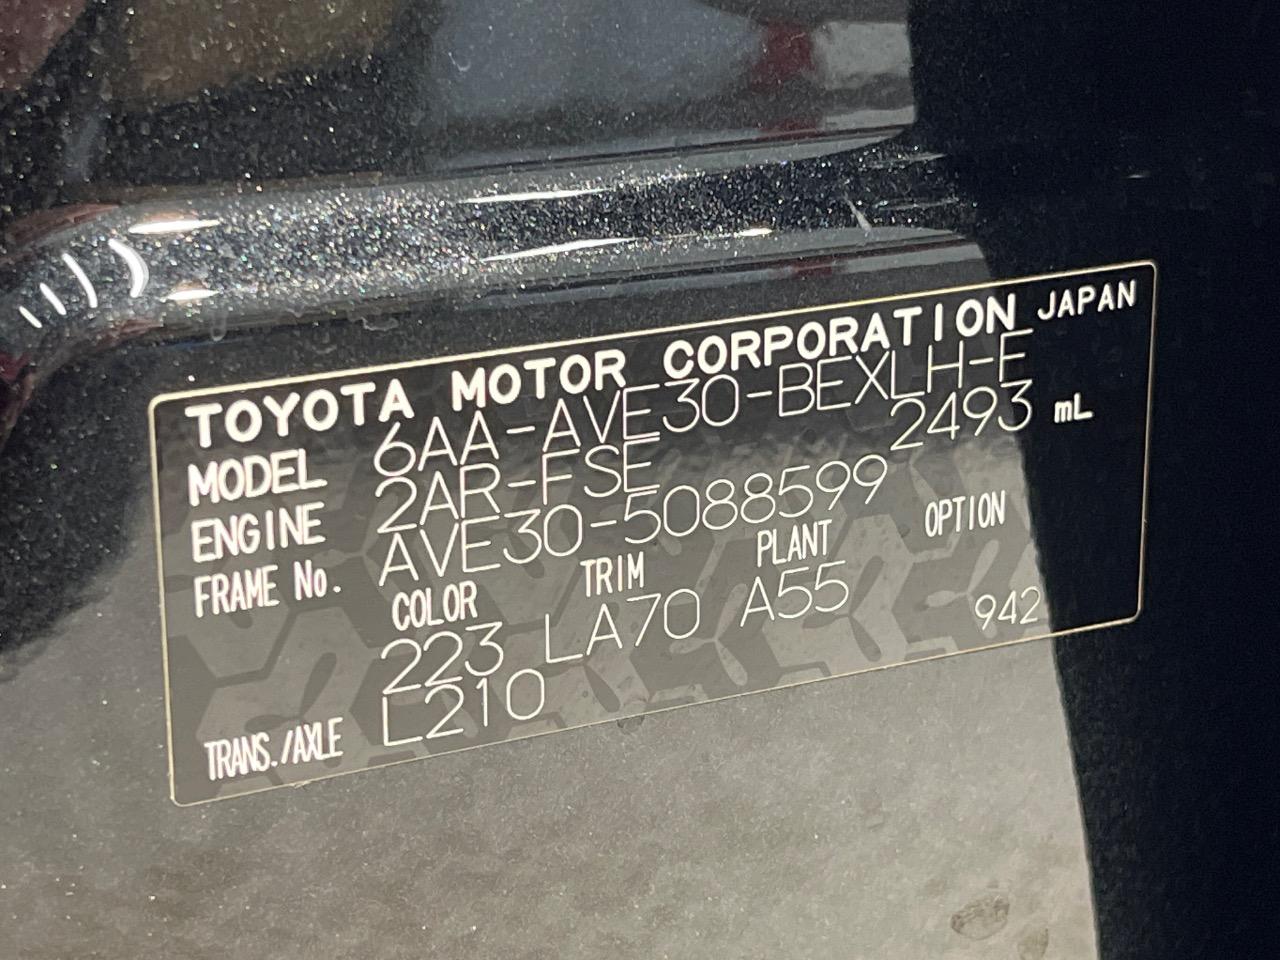 TOYOTA MOTOR CORPORATION JAPAN
MODEL 6AA-AVE30-BEXLH-F
ENGINE 2AR-FSE 2493 mL
FRAME No. AVE30-5088599
COLOR TRIM PLANT OPTION
223 LA70 A55 942
TRANS./AXLE L210